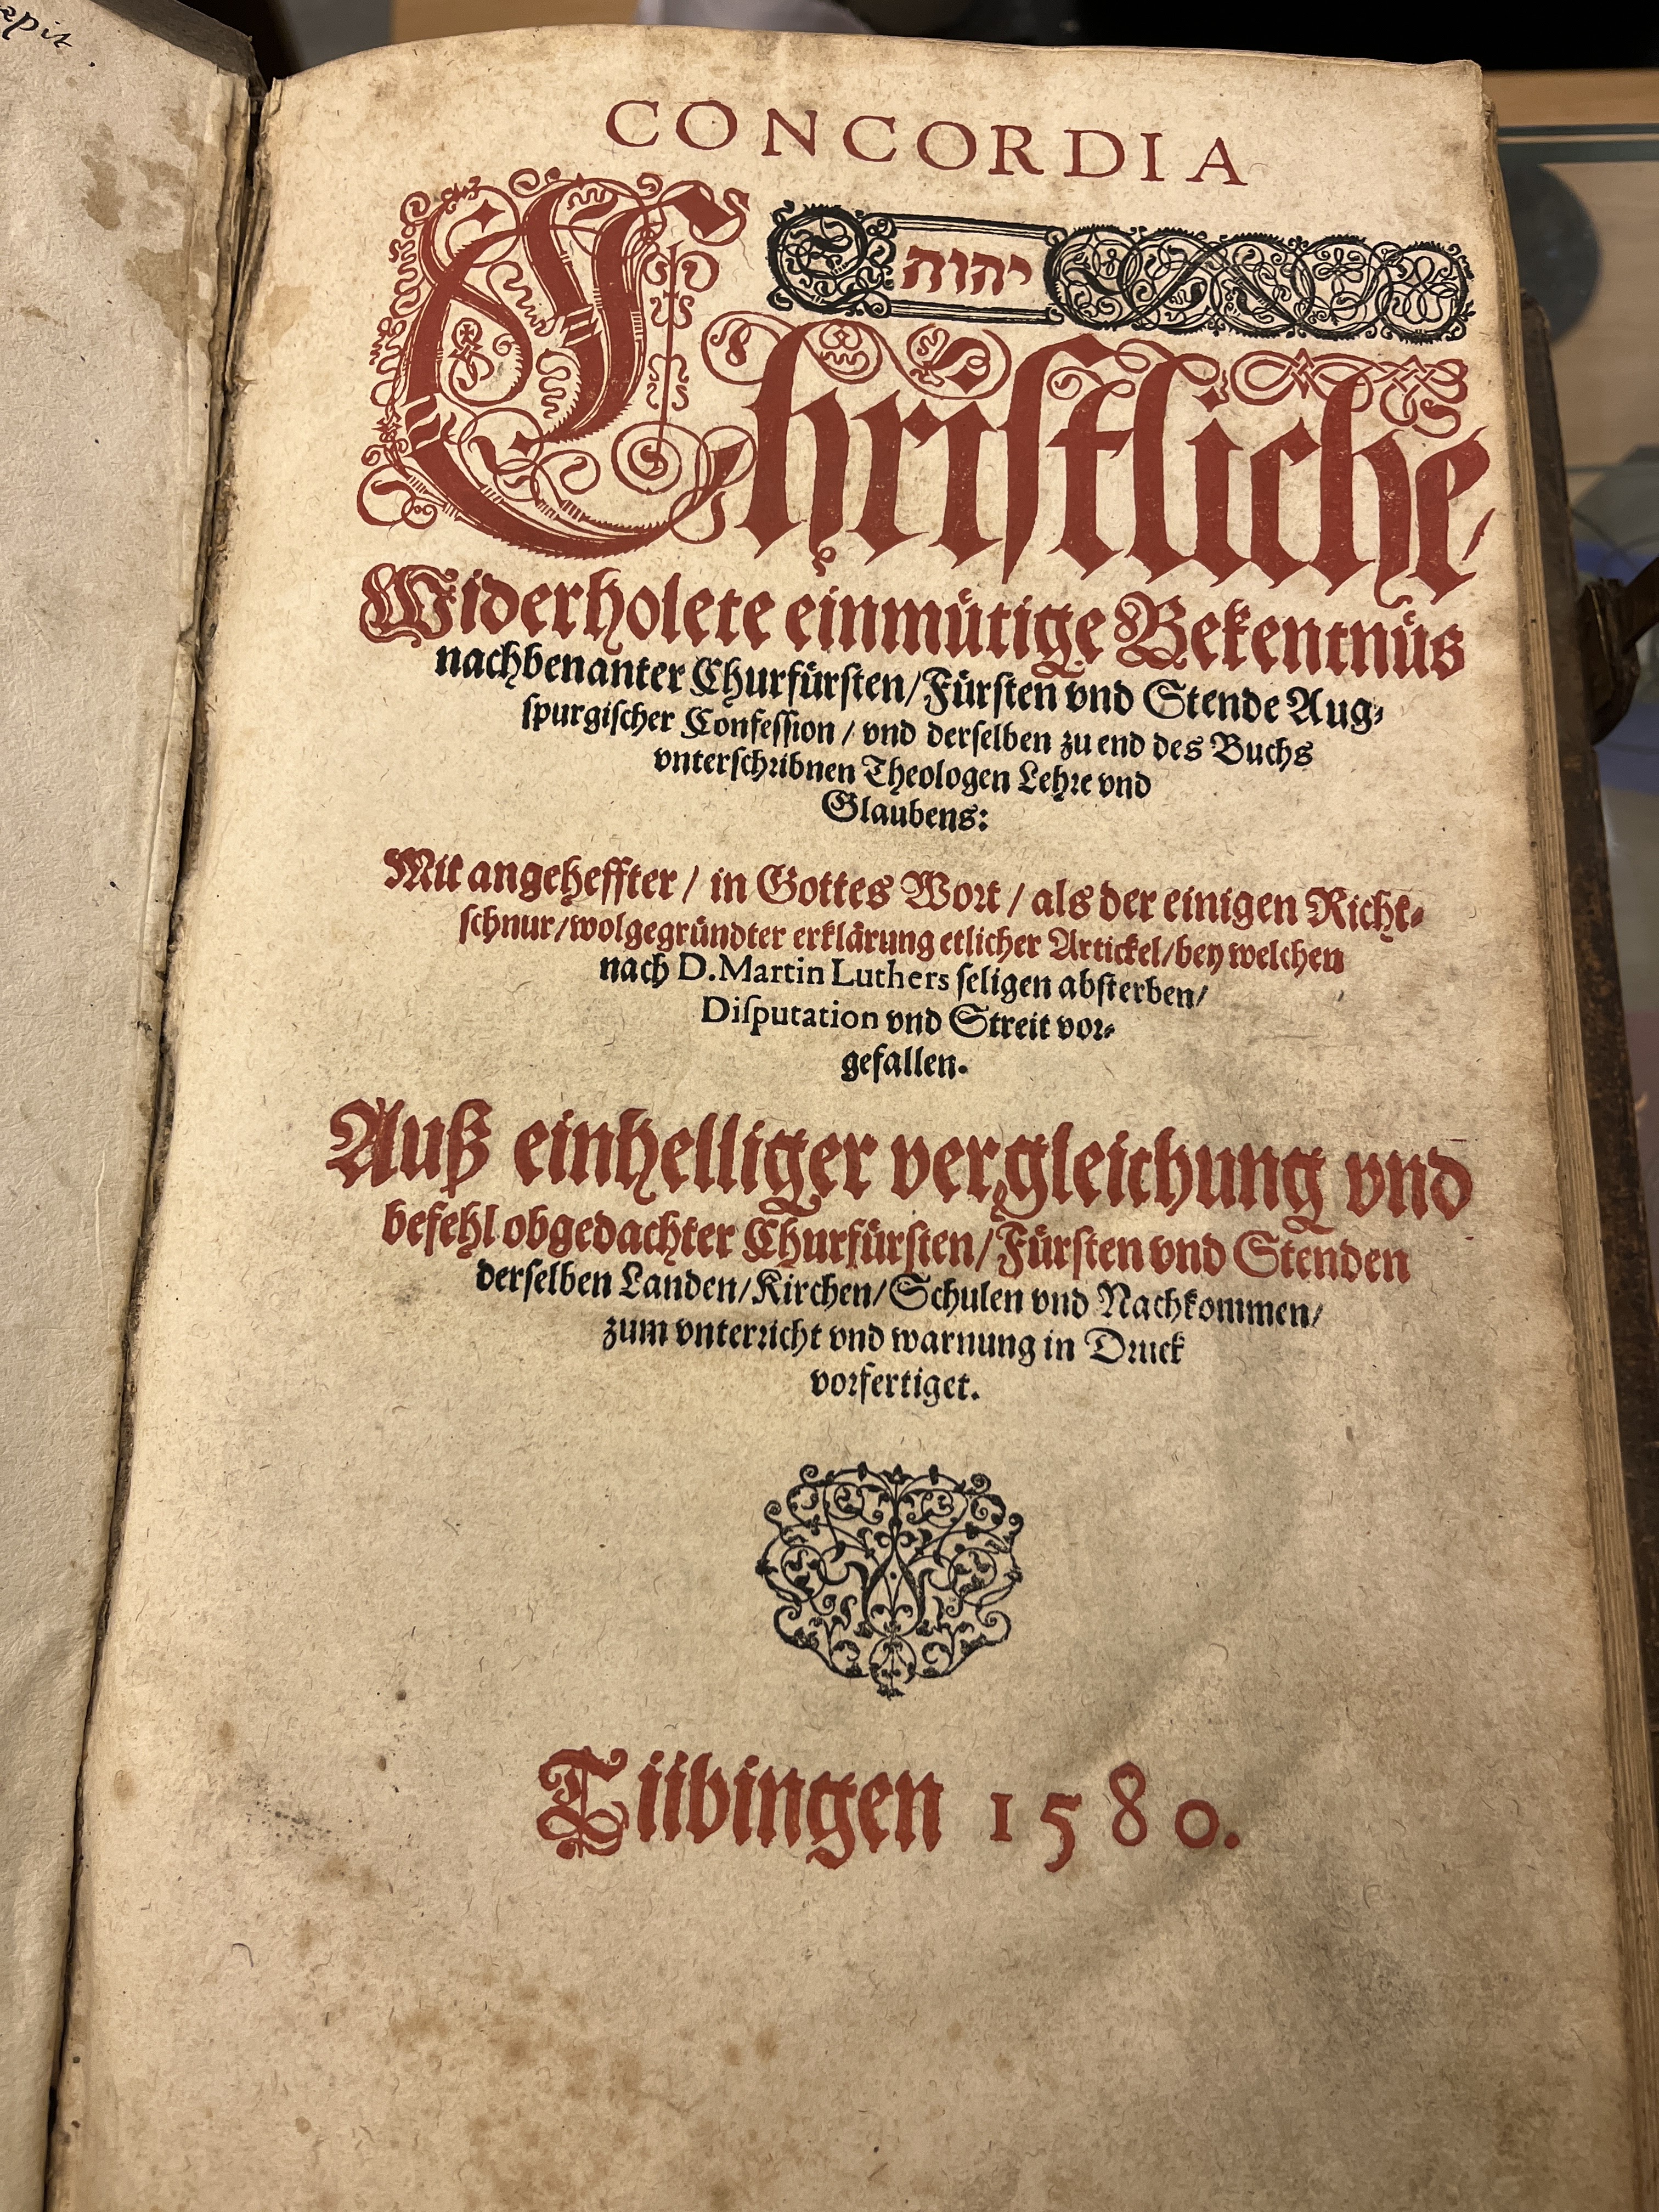 CONCORDIA
יהוה
Chriſtliche/
Widerholete einmütige Bekentnüs
nachbenanter Churfürſten/Fürſten vnd Stende Aug⸗
ſpurgiſcher Confeſſion / vnd derſelben zu end des Buchs
vnterſchribnen Theologen Lehre vnd
Glaubens:
Mit angeheffter / in Gottes Wort / als der einigen Richt⸗
ſchnur/wolgegründter erklärung etlicher Artickel/bey welchen
nach D. Martin Luthers ſeligen abſterben/
Diſputation vnd Streit vor⸗
gefallen.
Auß einhelliger vergleichung vnd
befehl obgedachter Churfürſten/Fürſten vnd Stenden
derſelben Landen/Kirchen/Schulen vnd Nachkommen/
zum vnterricht vnd warnung in Druck
vorfertiget.
Tübingen 1580.